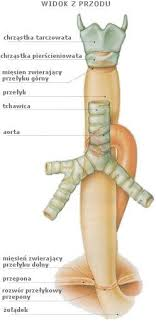 WIDOK Z PRZODU
chrząstka tarczowata
chrząstka pierścieniowata
mięsień zwierający
przełyku górny
przełyk
tchawica
aorta
mięsień zwierający
przełyku dolny
przepona
rozwór przełykowy
przepony
żołądek